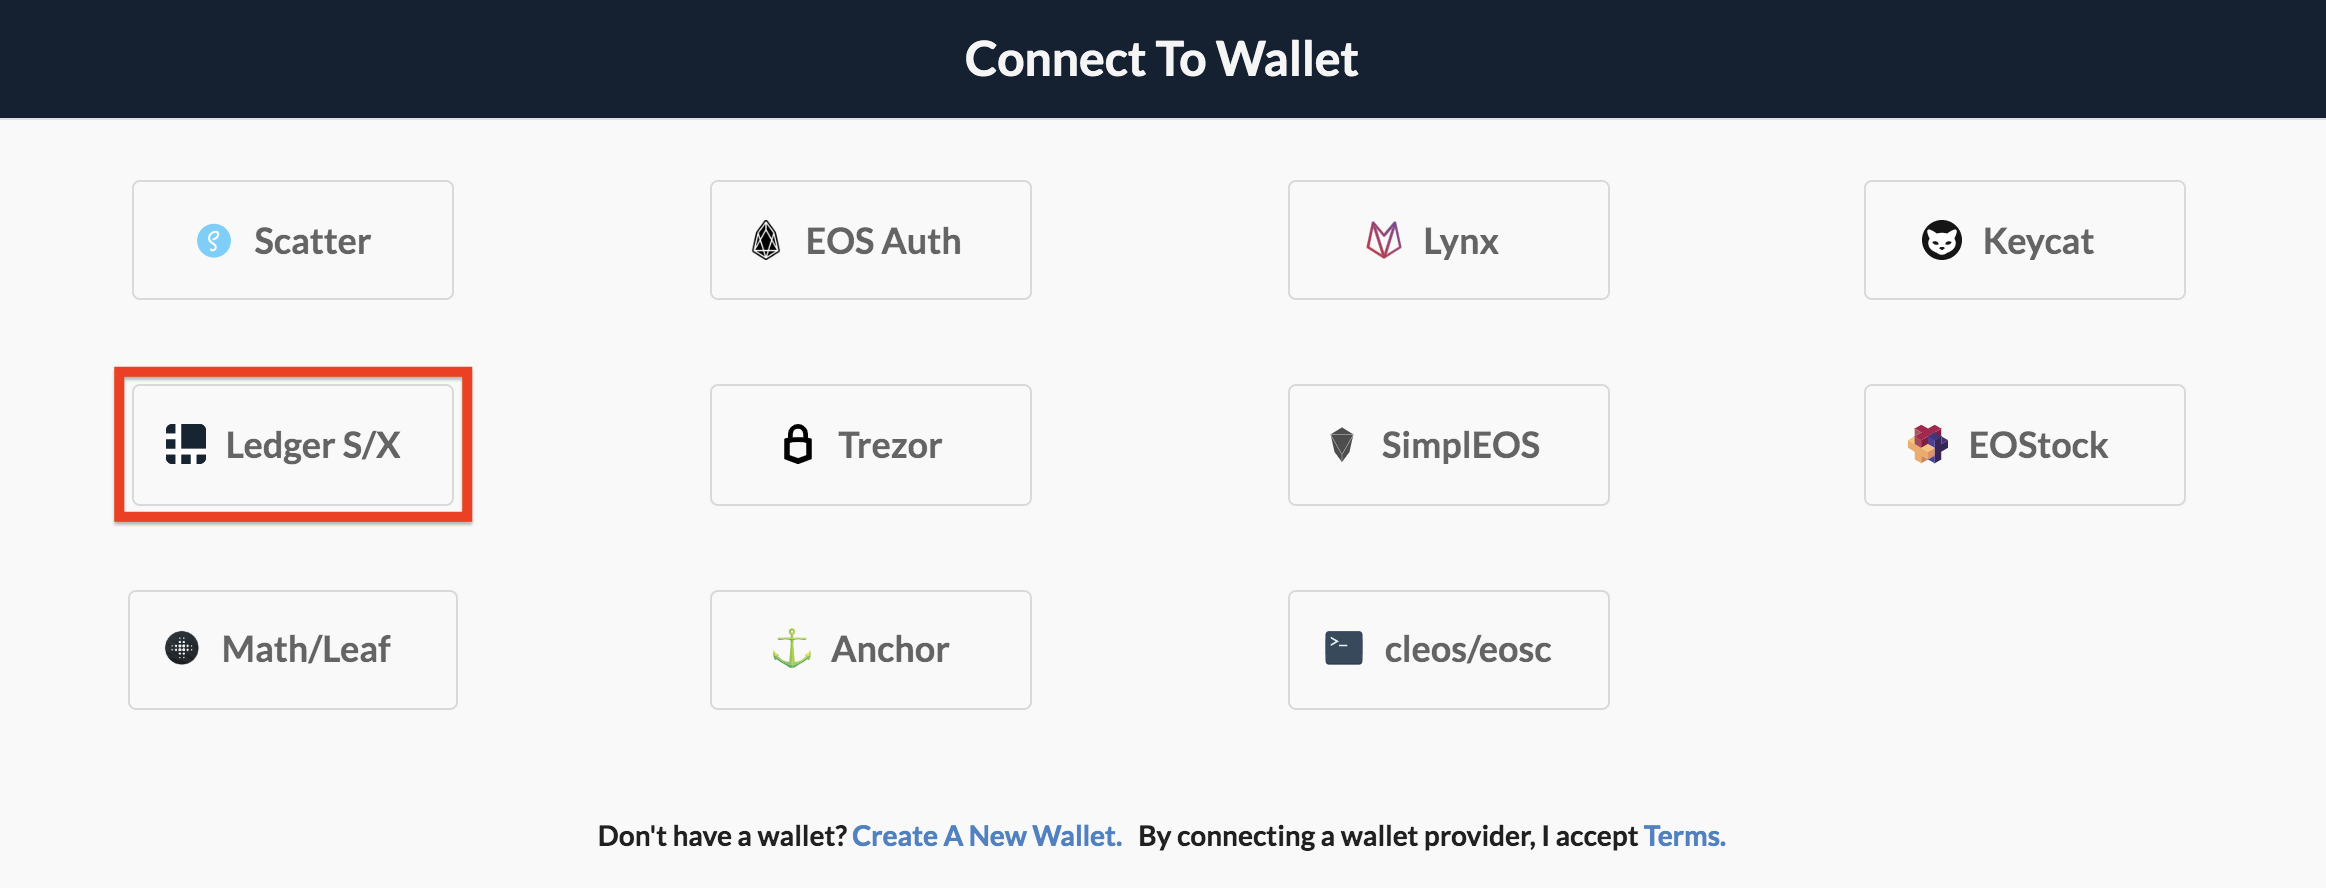 Connect To Wallet
Scatter
EOS Auth
Lynx
Keycat
Ledger S/X
Trezor
SimplEOS
EOStock
Math/Leaf
Anchor
>_ cleos/eosc
Don't have a wallet? Create A New Wallet. By connecting a wallet provider, I accept Terms.